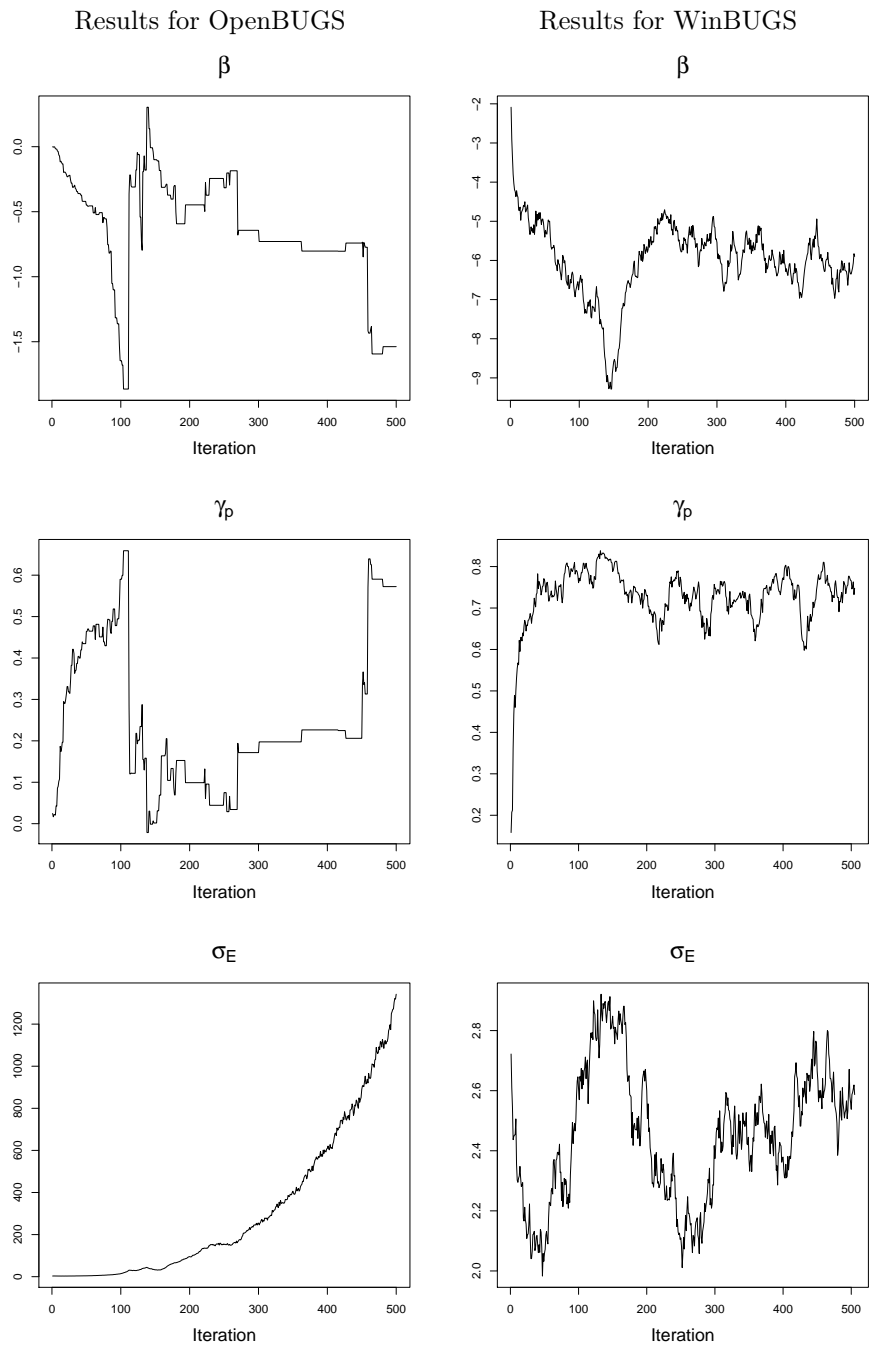 Results for OpenBUGS
Results for WinBUGS
β
β
0.0
−0.5
−1.0
−1.5
0 100 200 300 400 500
Iteration
−2
−3
−4
−5
−6
−7
−8
−9
0 100 200 300 400 500
Iteration
γp
γp
0.6
0.5
0.4
0.3
0.2
0.1
0.0
0 100 200 300 400 500
Iteration
0.8
0.7
0.6
0.5
0.4
0.3
0.2
0 100 200 300 400 500
Iteration
σE
σE
1200
1000
800
600
400
200
0
0 100 200 300 400 500
Iteration
2.8
2.6
2.4
2.2
2.0
0 100 200 300 400 500
Iteration